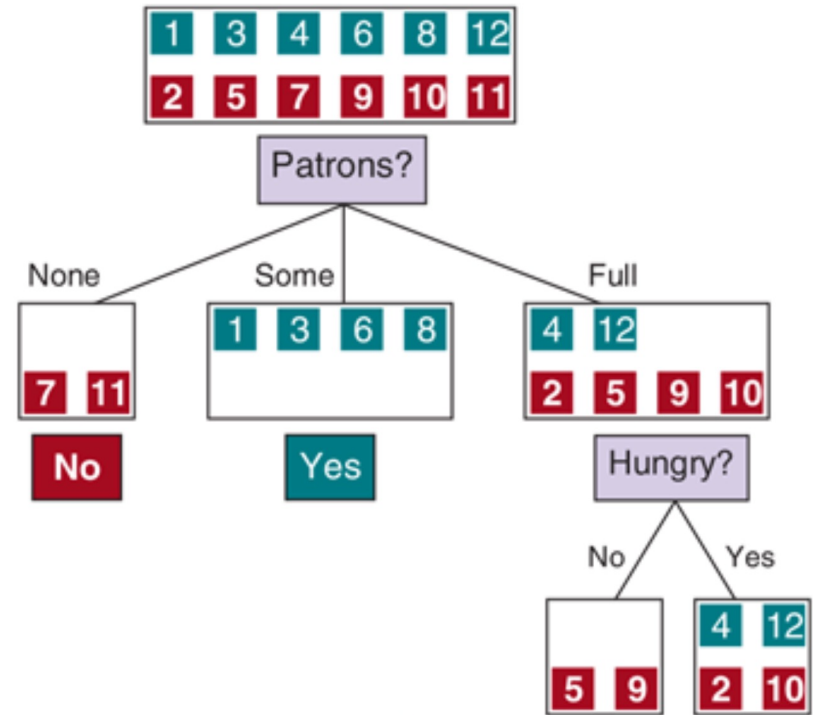 1 3 4 6 8 12
2 5 7 9 10 11
Patrons?
None Some Full
1 3 6 8 4 12
7 11 2 5 9 10
No Yes Hungry?
No Yes
4 12
5 9 2 10